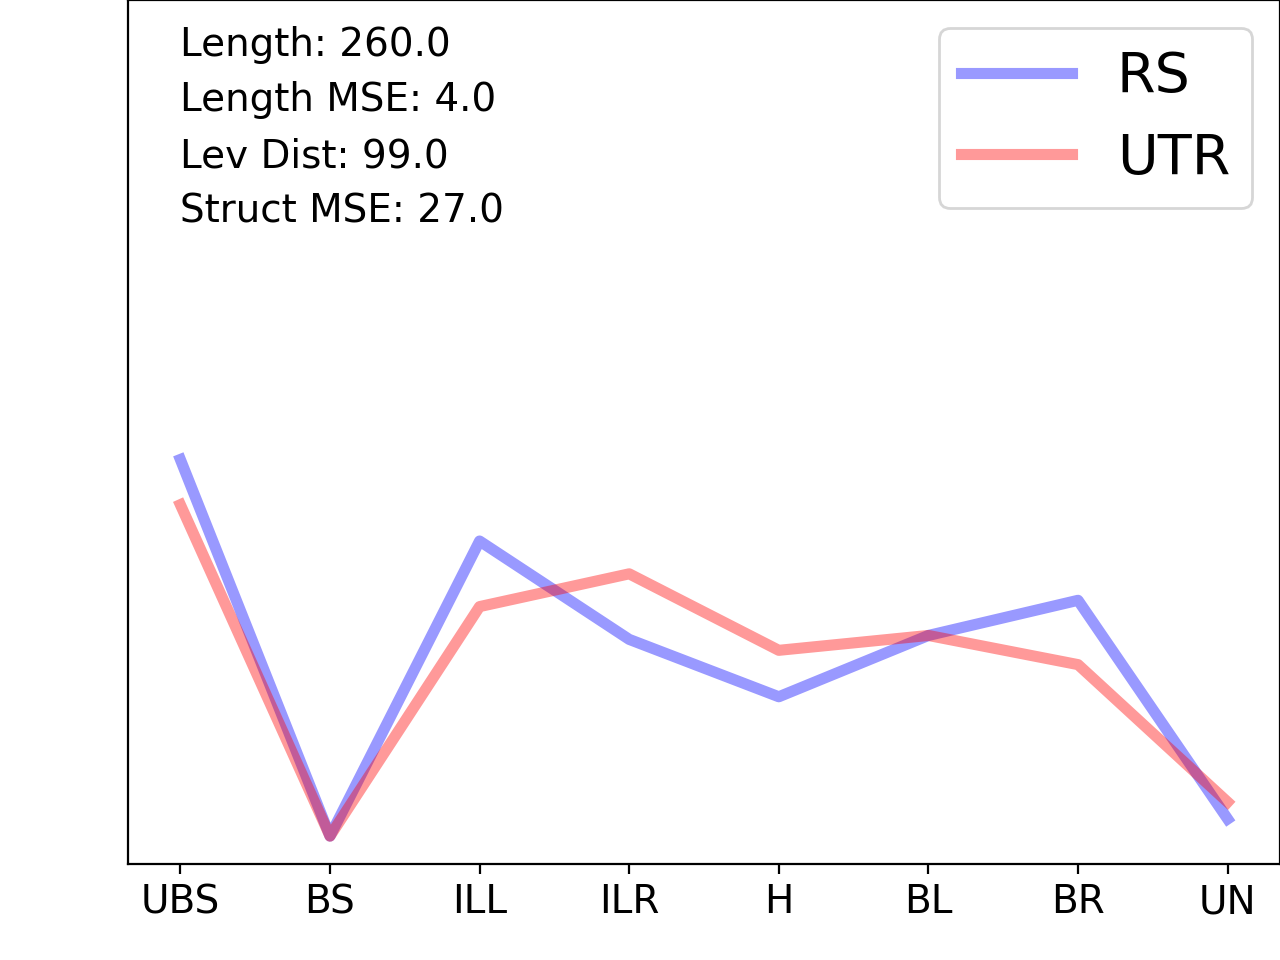 Length: 260.0
Length MSE: 4.0
Lev Dist: 99.0
Struct MSE: 27.0
RS
UTR
UBS BS ILL ILR H BL BR UN